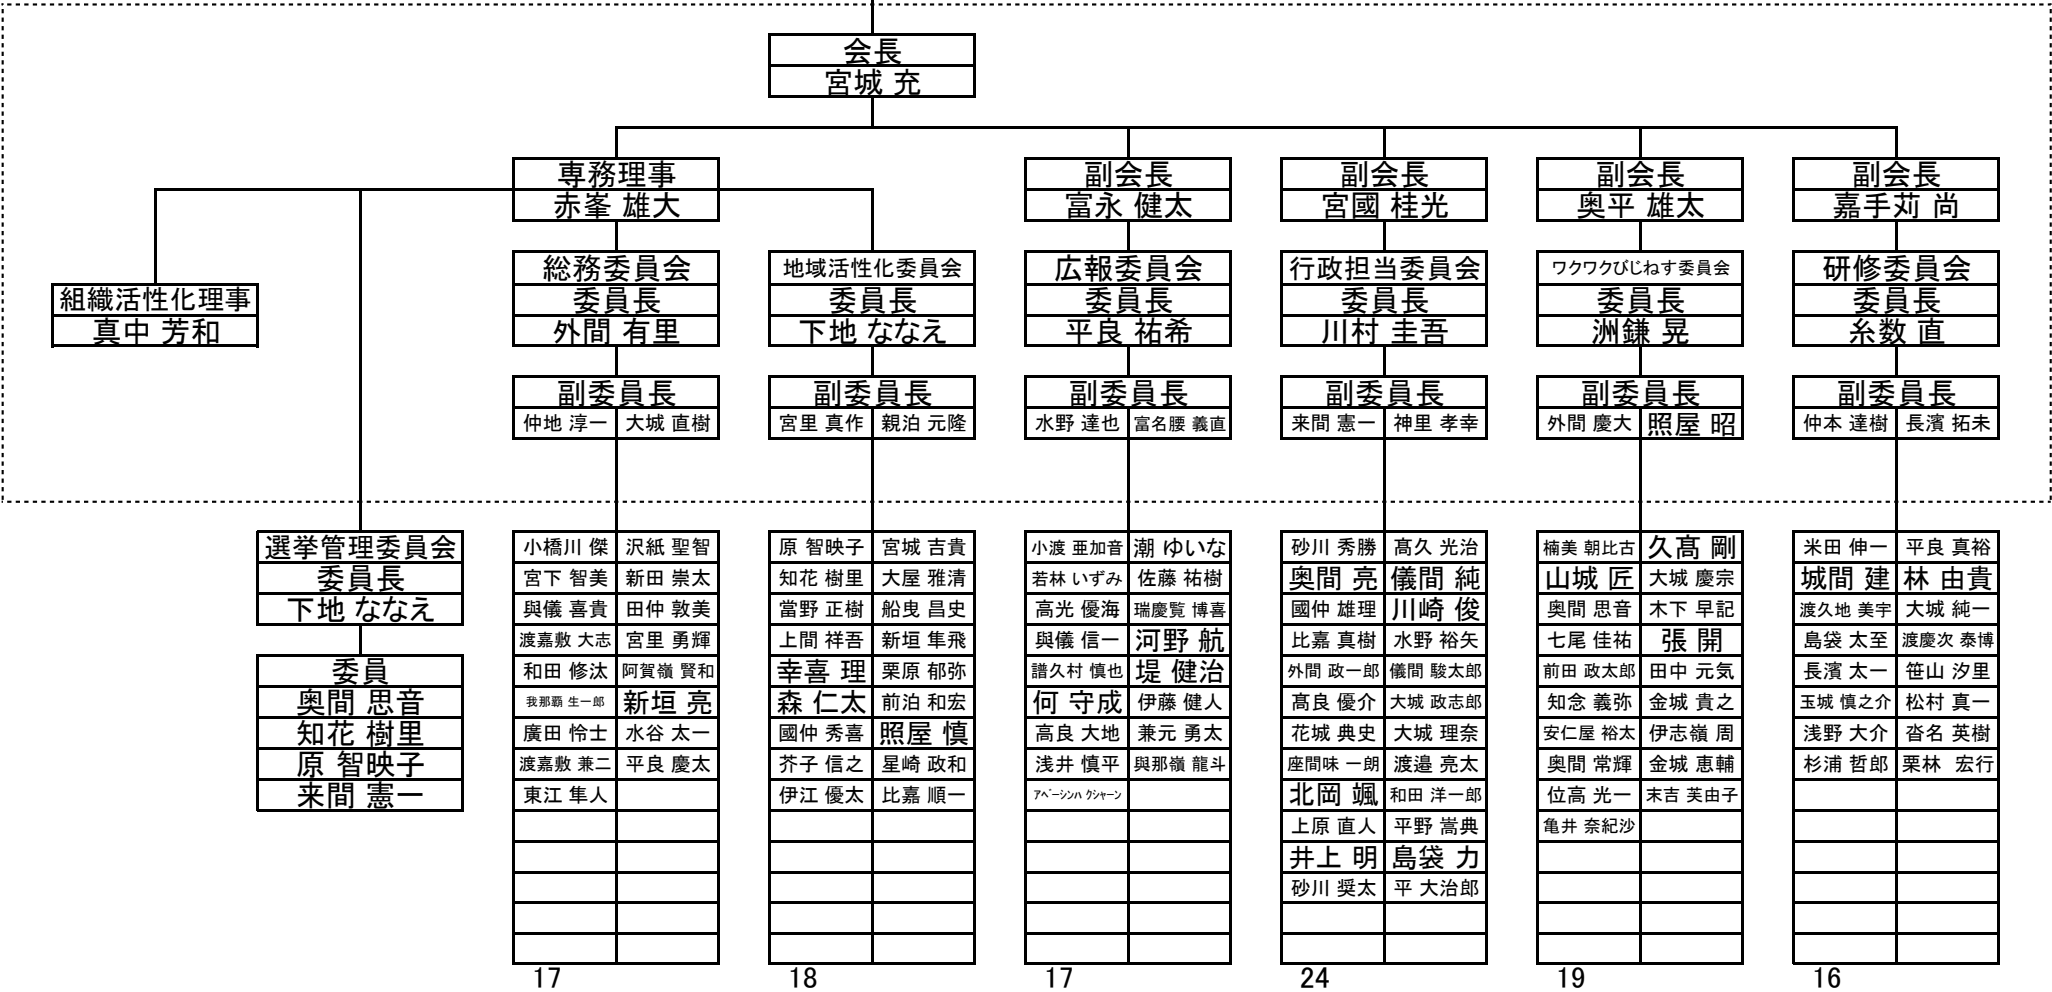 会長
宮城 充
専務理事 副会長 副会長 副会長 副会長
赤峯 雄大 富永 健太 宮國 桂光 奥平 雄太 嘉手苅 尚
総務委員会 地域活性化委員会 広報委員会 行政担当委員会 ワクワクびじねす委員会 研修委員会
組織活性化理事 委員長 委員長 委員長 委員長 委員長 委員長
真中 芳和 外間 有里 下地 ななえ 平良 祐希 川村 圭吾 洲鎌 晃 糸数 直
副委員長 副委員長 副委員長 副委員長 副委員長 副委員長
仲地 淳一 大城 直樹 宮里 真作 親泊 元隆 水野 達也 富名腰 義直 来間 憲一 神里 孝幸 外間 慶大 照屋 昭 仲本 達樹 長濱 拓未
選挙管理委員会 小橋川 傑 沢紙 聖智 原 智映子 宮城 吉貴 小渡 亜加音 潮 ゆいな 砂川 秀勝 髙久 光治 楠美 朝比古 久髙 剛 米田 伸一 平良 真裕
委員長 宮下 智美 新田 崇太 知花 樹里 大屋 雅清 若林 いずみ 佐藤 祐樹 奥間 亮 儀間 純 山城 匠 大城 慶宗 城間 建 林 由貴
下地 ななえ 與儀 喜貴 田仲 敦美 當野 正樹 船曵 昌史 高光 優海 瑞慶覧 博喜 國仲 雄理 川崎 俊 奥間 思音 木下 早記 渡久地 美宇 大城 純一
渡嘉敷 大志 宮里 勇輝 上間 祥吾 新垣 隼飛 與儀 信一 河野 航 比嘉 真樹 水野 裕矢 七尾 佳祐 張 開 島袋 太至 渡慶次 泰博
委員 和田 修汰 阿賀嶺 賢和 幸喜 理 栗原 郁弥 譜久村 慎也 堤 健治 外間 政一郎 儀間 駿太郎 前田 政太郎 田中 元気 長濱 太一 笹山 汐里
奥間 思音 我那覇 生一郎 新垣 亮 森 仁太 前泊 和宏 何 守成 伊藤 健人 髙良 優介 大城 政志郎 知念 義弥 金城 貴之 玉城 慎之介 松村 真一
知花 樹里 廣田 怜士 水谷 太一 國仲 秀喜 照屋 慎 高良 大地 兼元 勇太 花城 典史 大城 理奈 安仁屋 裕太 伊志嶺 周 浅野 大介 沓名 英樹
原 智映子 渡嘉敷 兼二 平良 慶太 芥子 信之 星崎 政和 浅井 慎平 與那嶺 龍斗 座間味 一朗 渡邉 亮太 奥間 常輝 金城 恵輔 杉浦 哲郎 栗林 宏行
来間 憲一 東江 隼人 伊江 優太 比嘉 順一 ｱﾍﾞｰｼﾝﾊ ｸｼｬｰﾝ 北岡 颯 和田 洋一郎 位高 光一 末吉 芙由子
上原 直人 平野 嵩典 亀井 奈紀沙
井上 明 島袋 力
砂川 奨太 平 大治郎
17 18 17 24 19 16